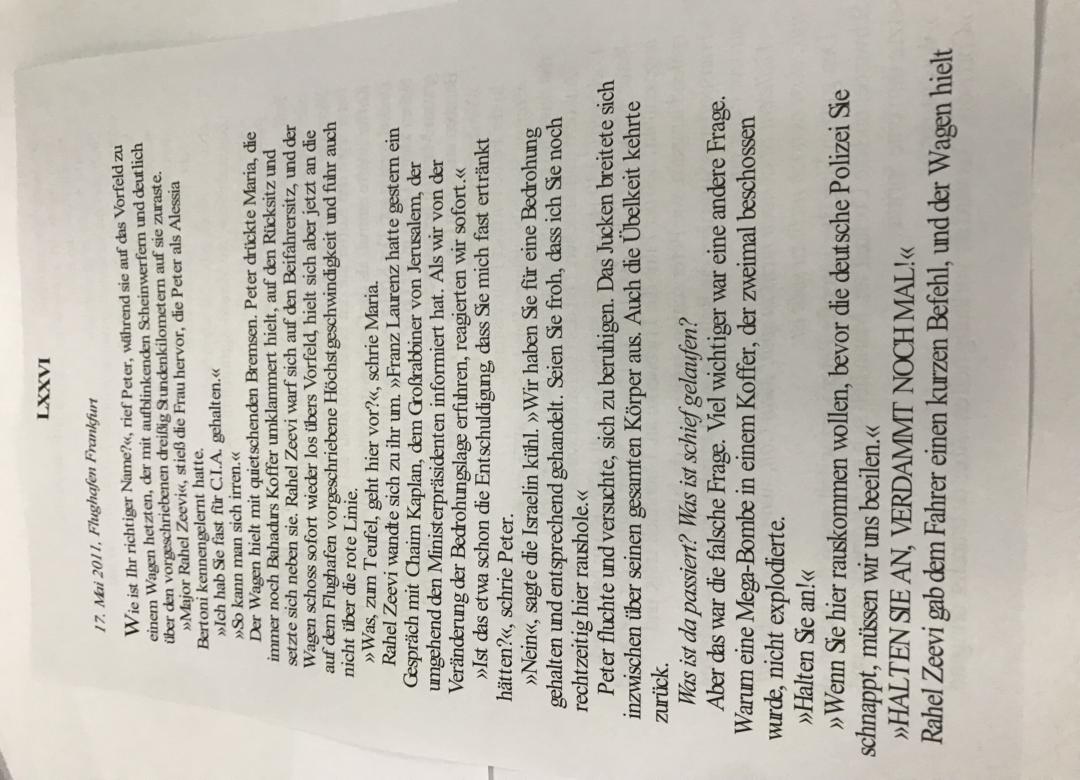 LXXVI
17. Mai 2011, Flughafen Frankfurt
Wie ist Ihr richtiger Name?«, rief Peter, während sie auf das Vorfeld zu
einem Wagen hetzten, der mit aufblinkenden Scheinwerfern und deutlich
über den vorgeschriebenen dreißig Stundenkilometern auf sie zuraste.
»Major Rahel Zeevi«, stieß die Frau hervor, die Peter als Alessia
Bertoni kennengelernt hatte.
»Ich hab Sie fast für C.I.A. gehalten.«
»So kann man sich irren.«
Der Wagen hielt mit quietschenden Bremsen. Peter drückte Maria, die
immer noch Bahadurs Koffer umklammert hielt, auf den Rücksitz und
setzte sich neben sie. Rahel Zeevi warf sich auf den Beifahrersitz, und der
Wagen schoss sofort wieder los übers Vorfeld, hielt sich aber jetzt an die
auf dem Flughafen vorgeschriebene Höchstgeschwindigkeit und fuhr auch
nicht über die rote Linie.
»Was, zum Teufel, geht hier vor?«, schrie Maria.
Rahel Zeevi wandte sich zu ihr um. »Franz Laurenz hatte gestern ein
Gespräch mit Chaim Kaplan, dem Großrabbiner von Jerusalem, der
umgehend den Ministerpräsidenten informiert hat. Als wir von der
Veränderung der Bedrohungslage erfuhren, reagierten wir sofort.«
»Ist das etwa schon die Entschuldigung, dass Sie mich fast ertränkt
hätten?«, schrie Peter.
»Nein«, sagte die Israelin kühl. »Wir haben Sie für eine Bedrohung
gehalten und entsprechend gehandelt. Seien Sie froh, dass ich Sie noch
rechtzeitig hier raushole.«
Peter fluchte und versuchte, sich zu beruhigen. Das Jucken breitete sich
inzwischen über seinen gesamten Körper aus. Auch die Übelkeit kehrte
zurück.
Was ist da passiert? Was ist schief gelaufen?
Aber das war die falsche Frage. Viel wichtiger war eine andere Frage.
Warum eine Mega-Bombe in einem Koffer, der zweimal beschossen
wurde, nicht explodierte.
»Halten Sie an!«
»Wenn Sie hier rauskommen wollen, bevor die deutsche Polizei Sie
schnappt, müssen wir uns beeilen.«
»HALTEN SIE AN, VERDAMMT NOCH MAL!«
Rahel Zeevi gab dem Fahrer einen kurzen Befehl, und der Wagen hielt